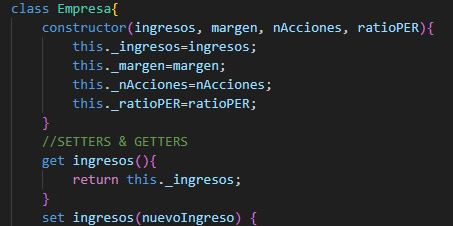 class Empresa{
constructor(ingresos, margen, nAcciones, ratioPER){
this._ingresos=ingresos;
this._margen=margen;
this._nAcciones=nAcciones;
this._ratioPER=ratioPER;
}
//SETTERS & GETTERS
get ingresos(){
return this._ingresos;
}
set ingresos(nuevoIngreso) {